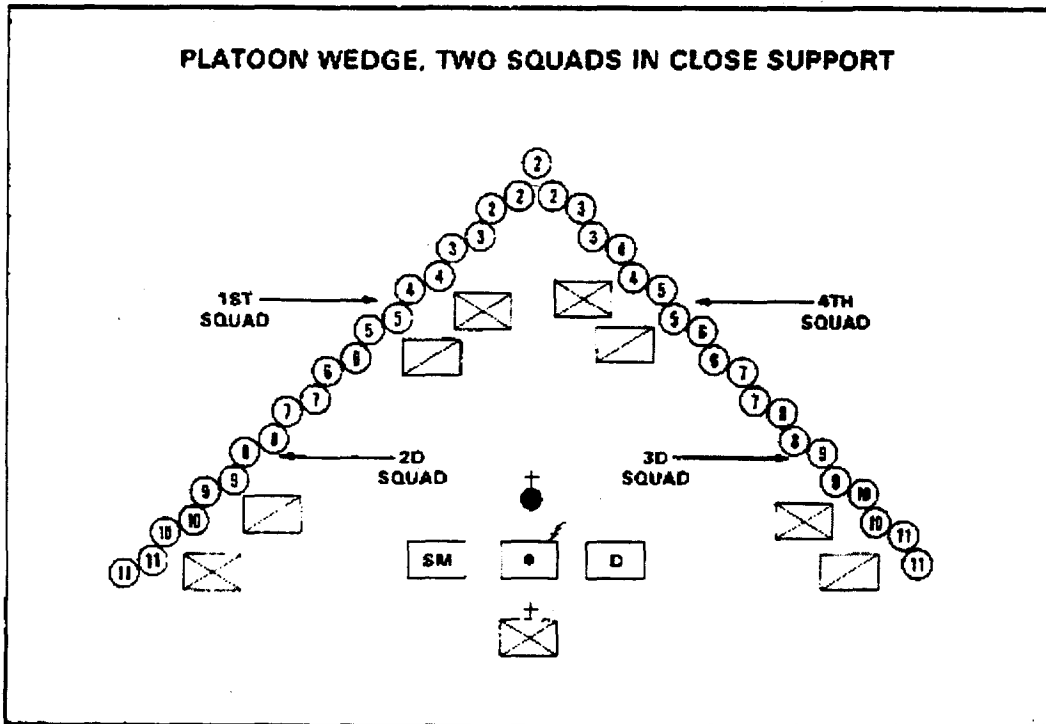 PLATOON WEDGE, TWO SQUADS IN CLOSE SUPPORT
2
2 2
2 3
3 3
3 4
4 4
4 5
1ST
SQUAD
4TH
SQUAD
5 5
5 6
6 6
6 7
7 7
7 8
8 8
8 9
2D
SQUAD
3D
SQUAD
9 9
9 10
10 10
10 11
SM D
11 11
11